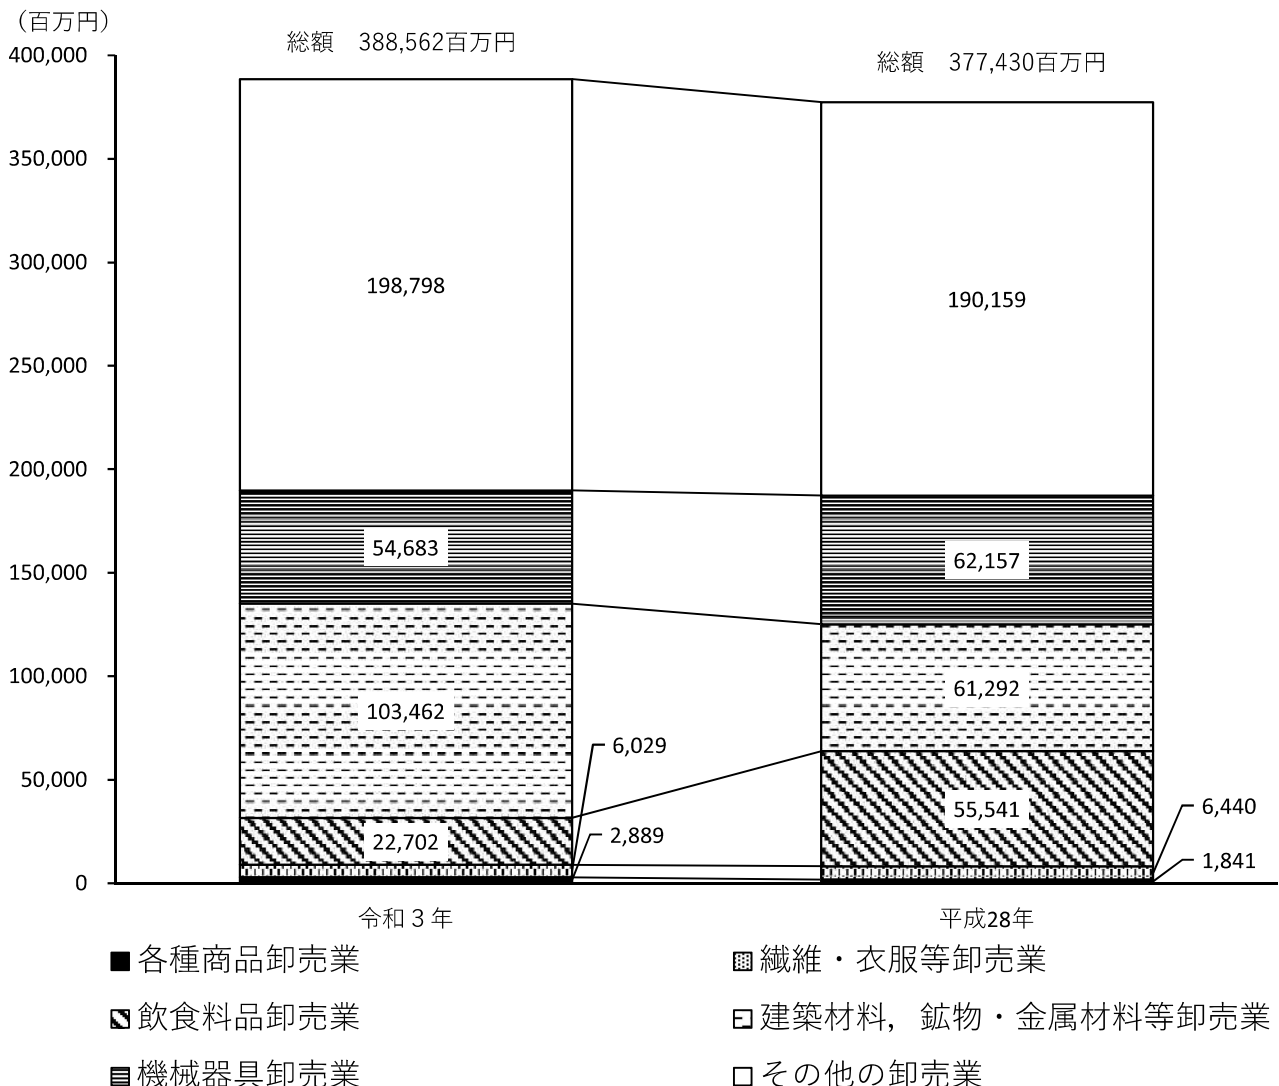 （百万円）
総額　388,562百万円
総額　377,430百万円
400,000
350,000
300,000
250,000
200,000
150,000
100,000
50,000
0
198,798
54,683
103,462
22,702
6,029
2,889
190,159
62,157
61,292
55,541
6,440
1,841
令和３年
平成28年
各種商品卸売業
繊維・衣服等卸売業
飲食料品卸売業
建築材料，鉱物・金属材料等卸売業
機械器具卸売業
その他の卸売業